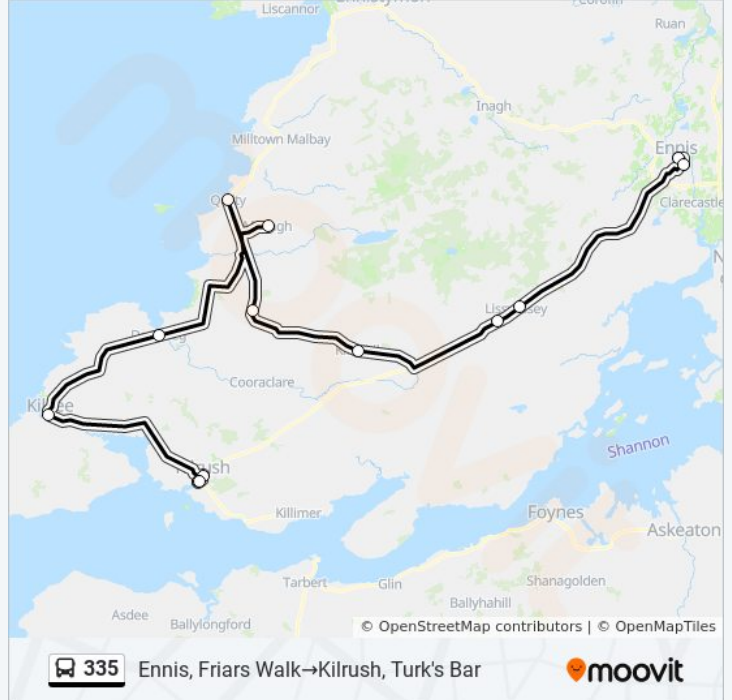 Liscannor
Ruan
Inagh
Milltown Malbay
Ennis
Clarecastle
Cooraclare
Shannon
Killimer
Foynes
Askeaton
Tarbert
Glin
Shanagolden
Ballyhahill
Asdee
Ballylongford
© OpenStreetMap contributors | © OpenMapTiles
335 Ennis, Friars Walk→Kilrush, Turk's Bar
moovit